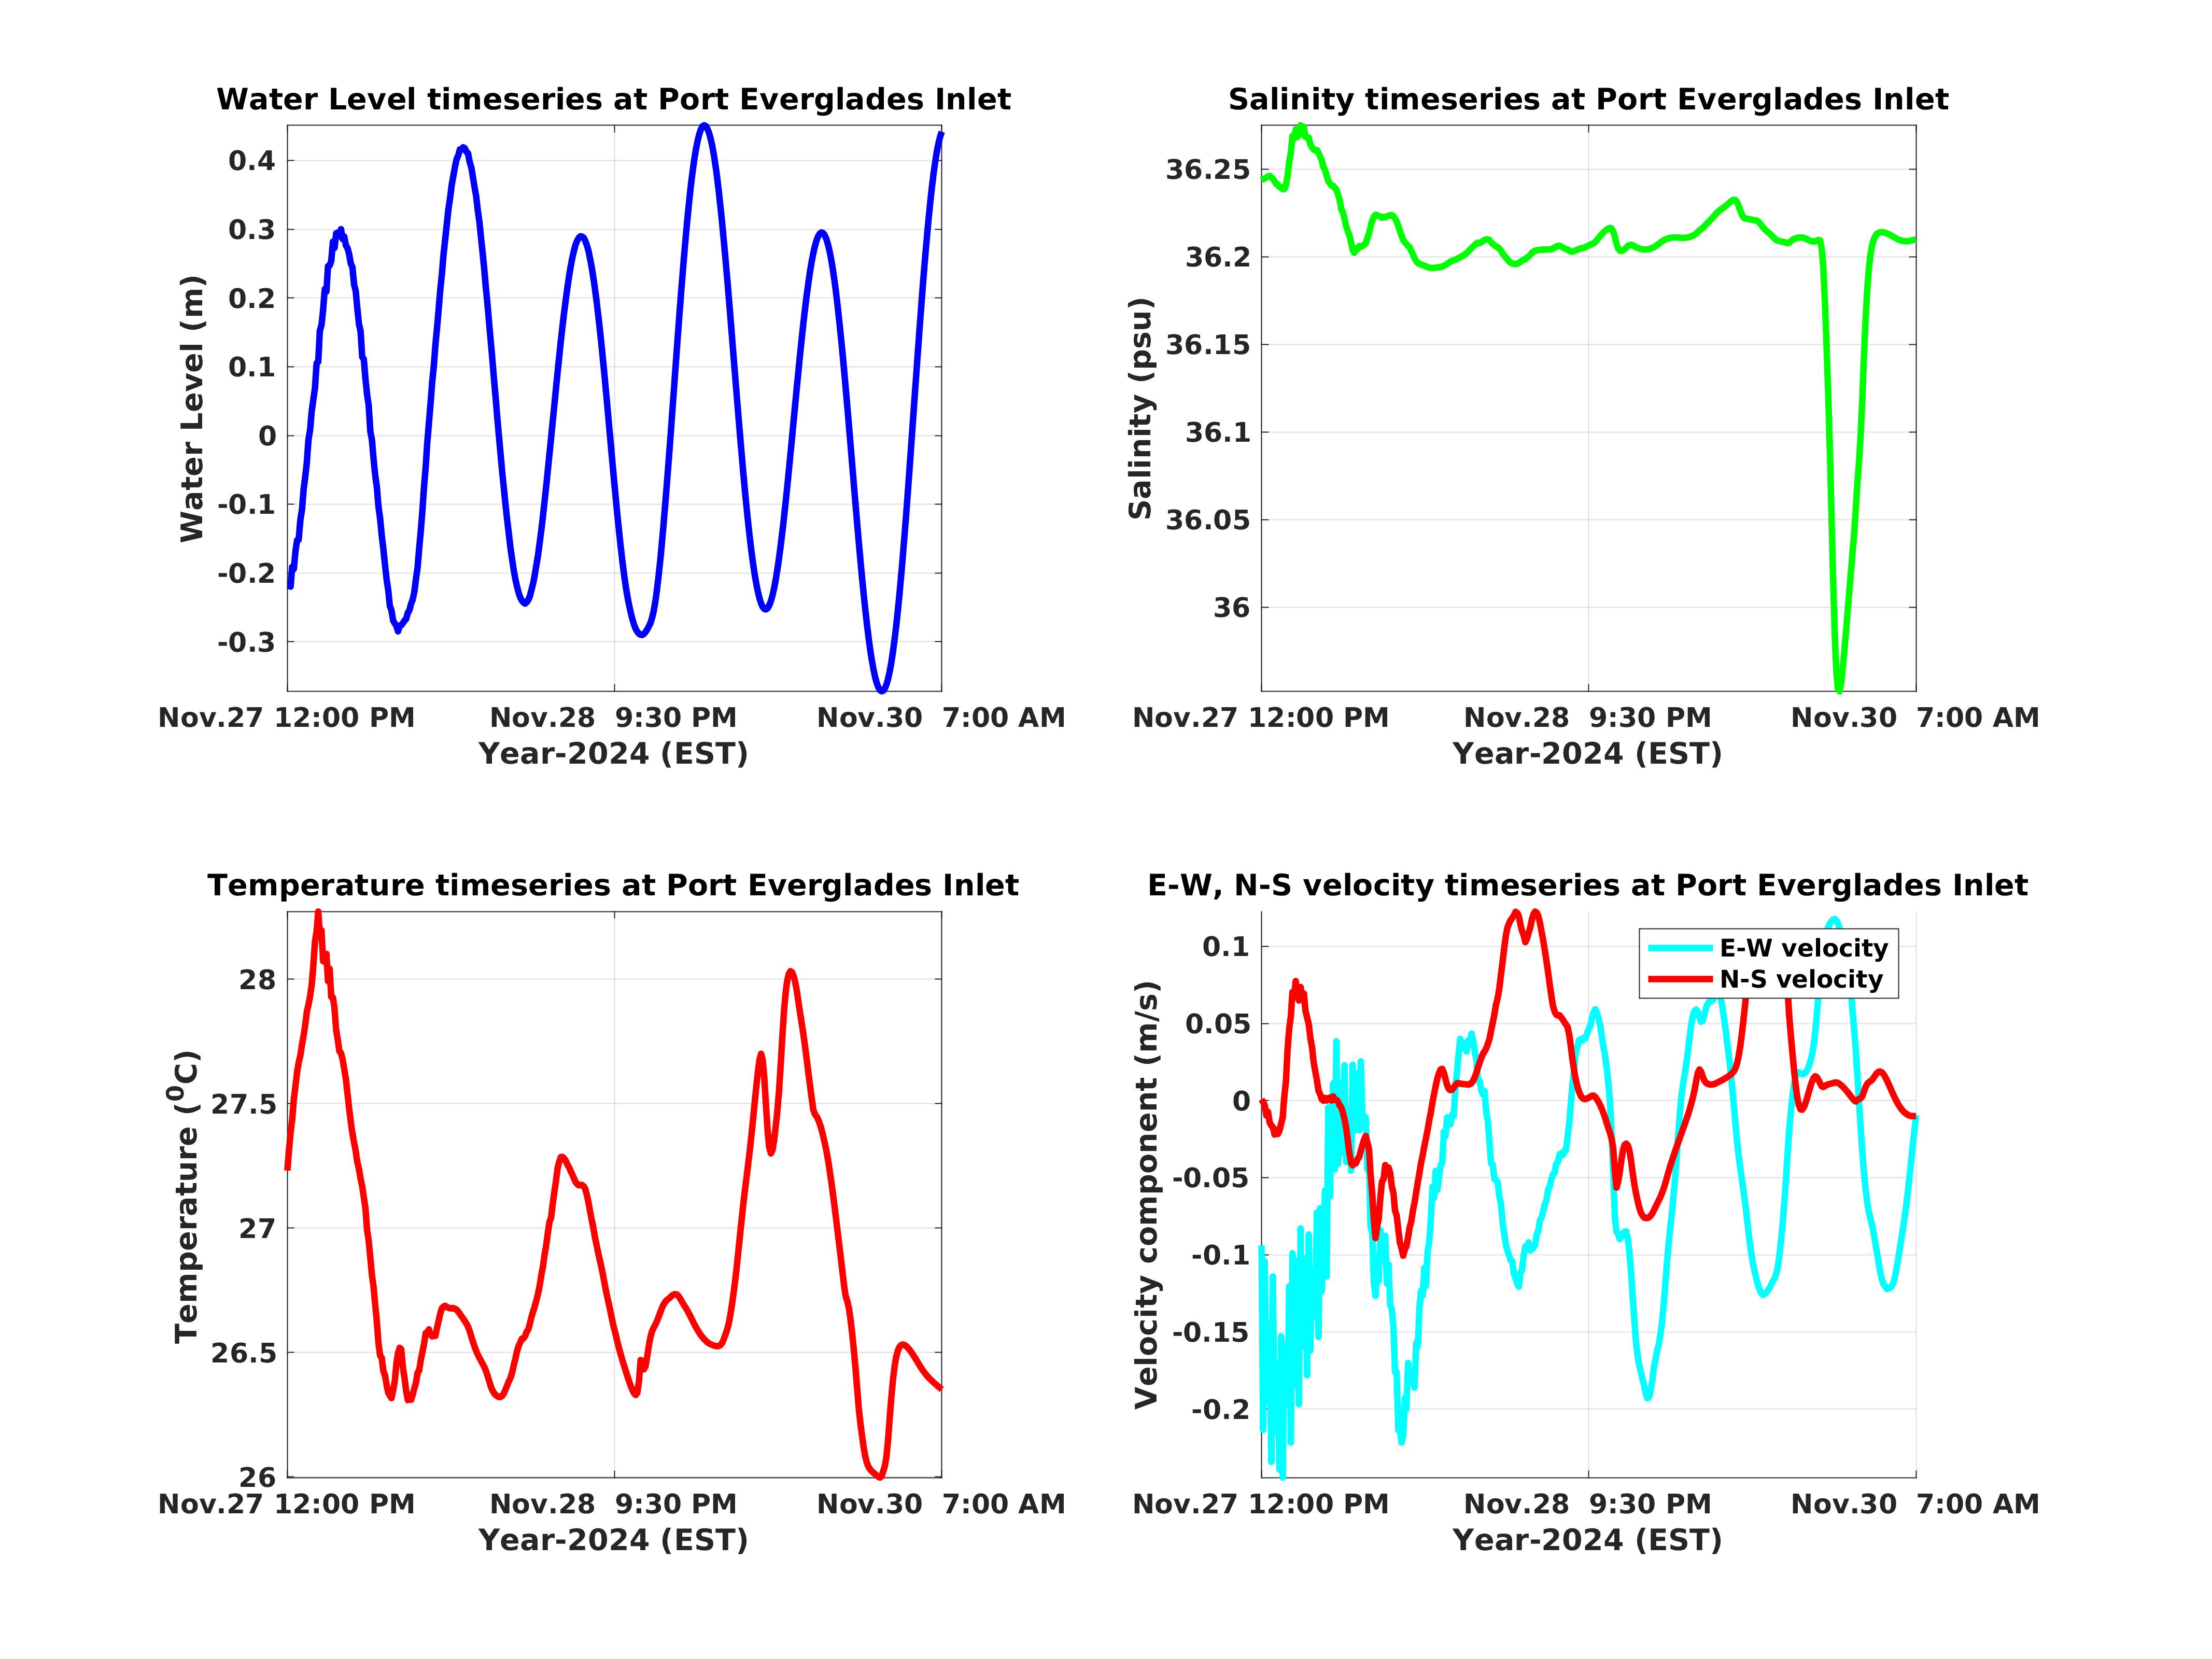 Water Level timeseries at Port Everglades Inlet
Water Level (m)
0.4
0.3
0.2
0.1
0
-0.1
-0.2
-0.3
Nov.27 12:00 PM
Nov.28 9:30 PM
Nov.30 7:00 AM
Year-2024 (EST)
Salinity timeseries at Port Everglades Inlet
Salinity (psu)
36.25
36.2
36.15
36.1
36.05
36
Nov.27 12:00 PM
Nov.28 9:30 PM
Nov.30 7:00 AM
Year-2024 (EST)
Temperature timeseries at Port Everglades Inlet
Temperature (⁰C)
28
27.5
27
26.5
26
Nov.27 12:00 PM
Nov.28 9:30 PM
Nov.30 7:00 AM
Year-2024 (EST)
E-W, N-S velocity timeseries at Port Everglades Inlet
Velocity component (m/s)
0.1
0.05
0
-0.05
-0.1
-0.15
-0.2
E-W velocity
N-S velocity
Nov.27 12:00 PM
Nov.28 9:30 PM
Nov.30 7:00 AM
Year-2024 (EST)